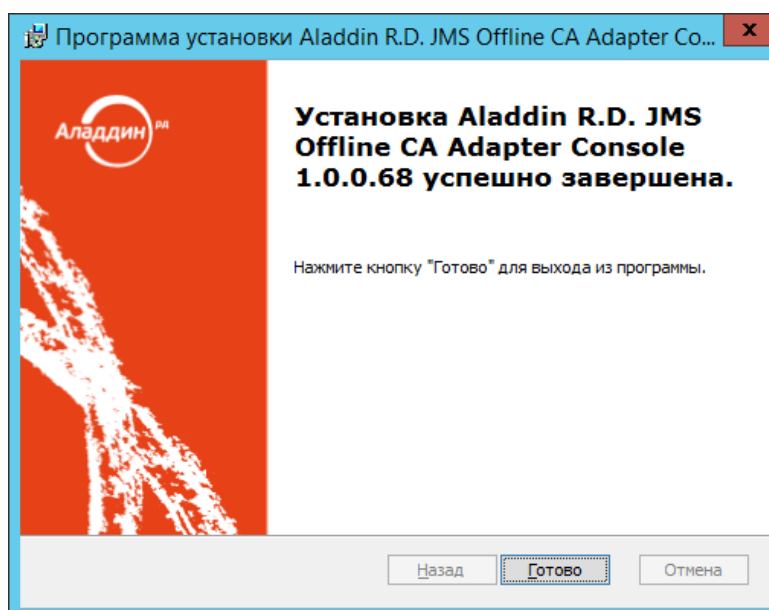 Программа установки Aladdin R.D. JMS Offline CA Adapter Co...
x
Аладдин РД
Установка Aladdin R.D. JMS
Offline CA Adapter Console
1.0.0.68 успешно завершена.
Нажмите кнопку "Готово" для выхода из программы.
Назад
Готово
Отмена